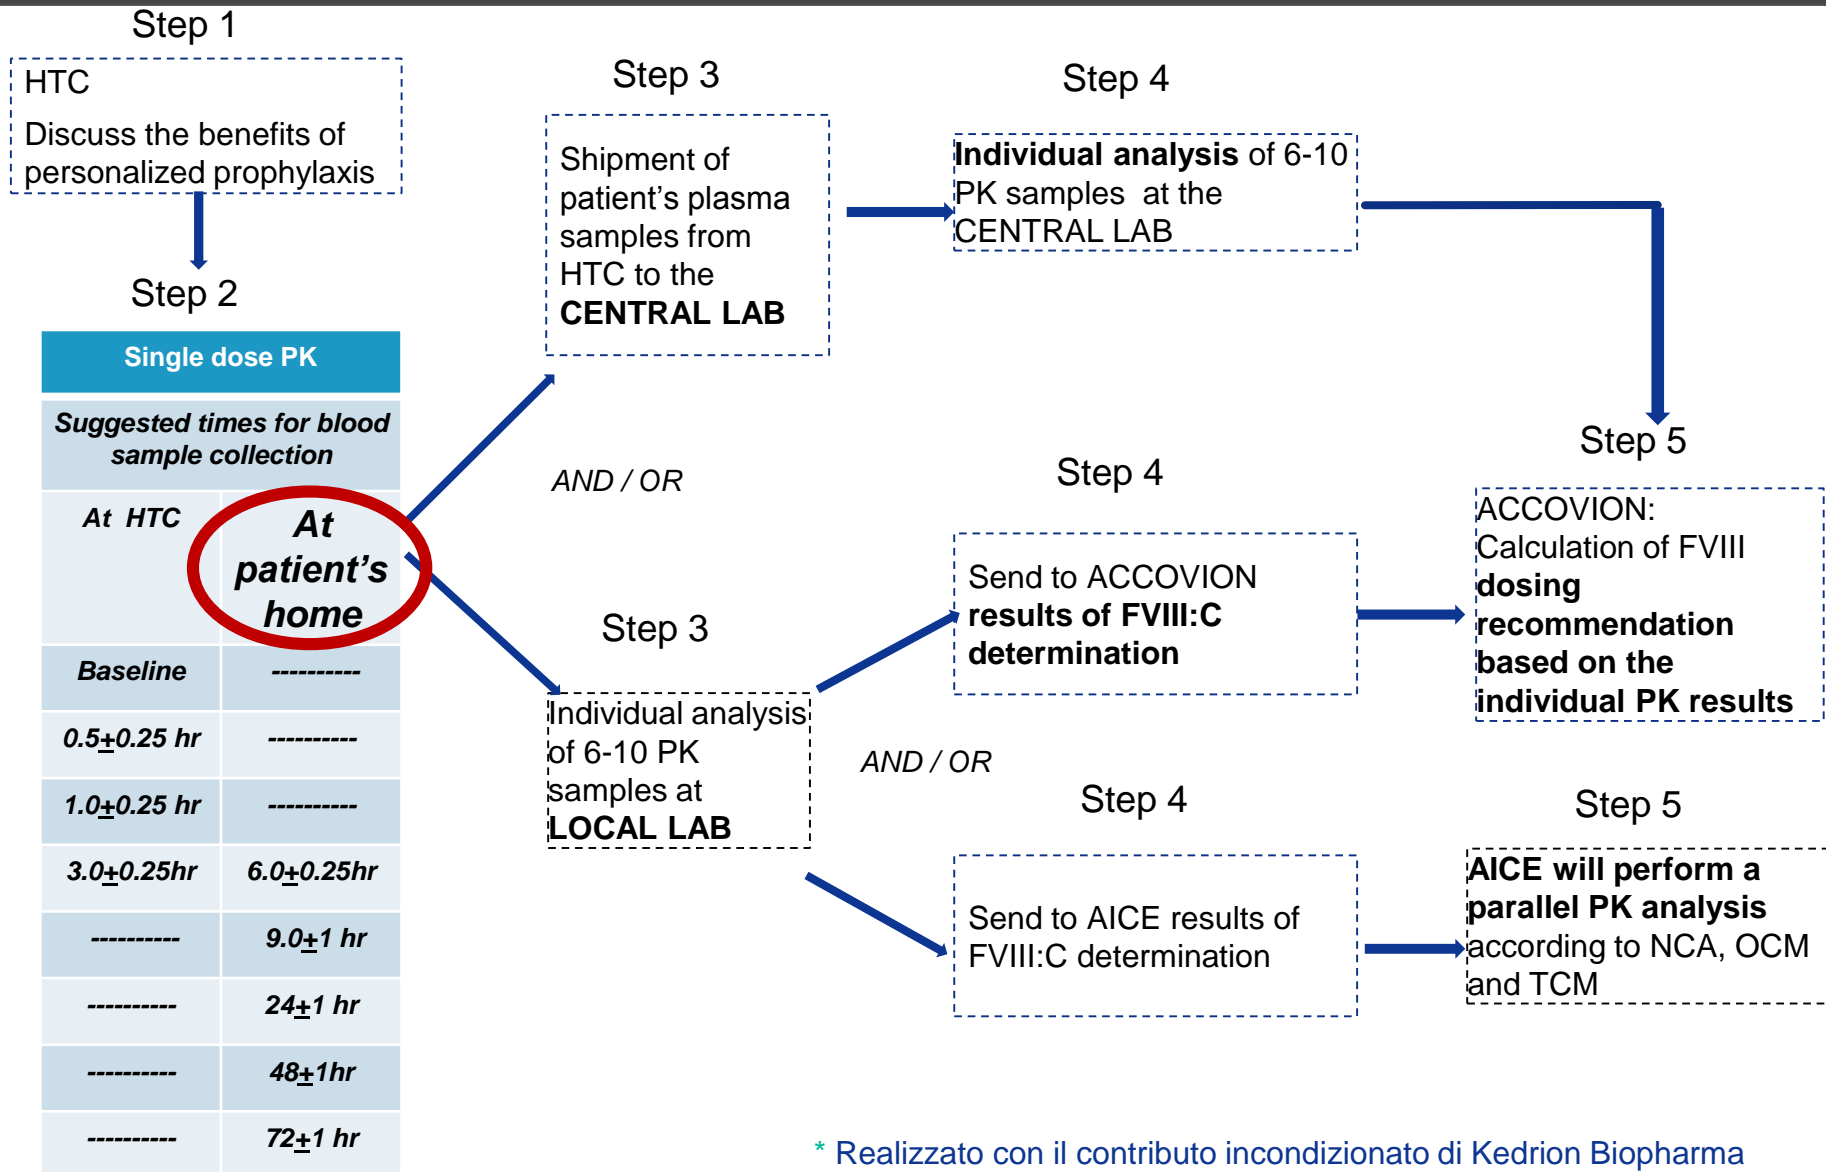 Step 1
HTC
Discuss the benefits of
personalized prophylaxis
Step 2
Single dose PK
Suggested times for blood
sample collection
At HTC
At
patient's
home
Baseline ----------
0.5±0.25 hr ----------
1.0±0.25 hr ----------
3.0±0.25hr 6.0±0.25hr
---------- 9.0±1 hr
---------- 24±1 hr
---------- 48±1hr
---------- 72±1 hr
Step 3
Shipment of
patient's plasma
samples from
HTC to the
CENTRAL LAB
AND / OR
Step 3
Individual analysis
of 6-10 PK
samples at
LOCAL LAB
Step 4
Individual analysis of 6-10
PK samples at the
CENTRAL LAB
Step 4
Send to ACCOVION
results of FVIII:C
determination
AND / OR
Step 4
Send to AICE results of
FVIII:C determination
Step 5
ACCOVION:
Calculation of FVIII
dosing
recommendation
based on the
individual PK results
Step 5
AICE will perform a
parallel PK analysis
according to NCA, OCM
and TCM
* Realizzato con il contributo incondizionato di Kedrion Biopharma